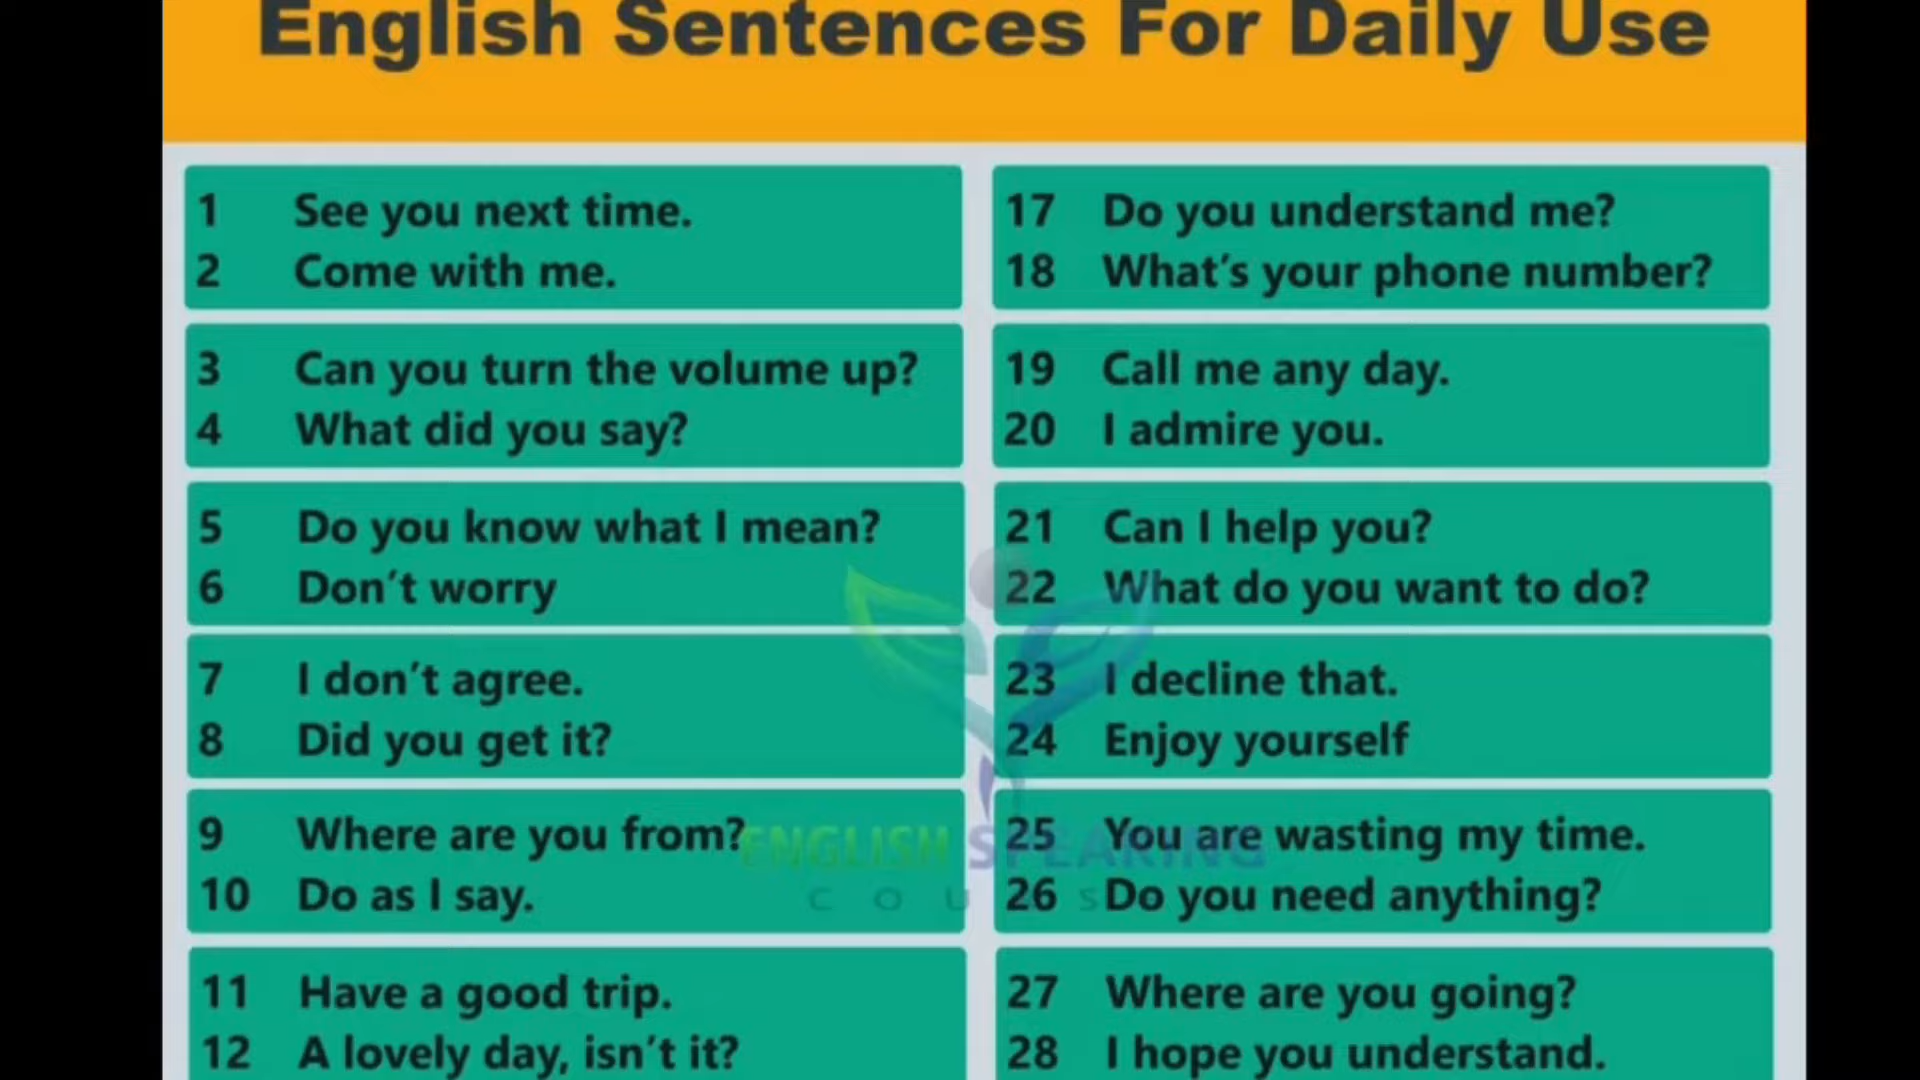 English Sentences For Daily Use
1 See you next time.
2 Come with me.
3 Can you turn the volume up?
4 What did you say?
5 Do you know what I mean?
6 Don’t worry
7 I don’t agree.
8 Did you get it?
9 Where are you from?
10 Do as I say.
11 Have a good trip.
12 A lovely day, isn’t it?
17 Do you understand me?
18 What’s your phone number?
19 Call me any day.
20 I admire you.
21 Can I help you?
22 What do you want to do?
23 I decline that.
24 Enjoy yourself
25 You are wasting my time.
26 Do you need anything?
27 Where are you going?
28 I hope you understand.
ENGLISH SPEAKING